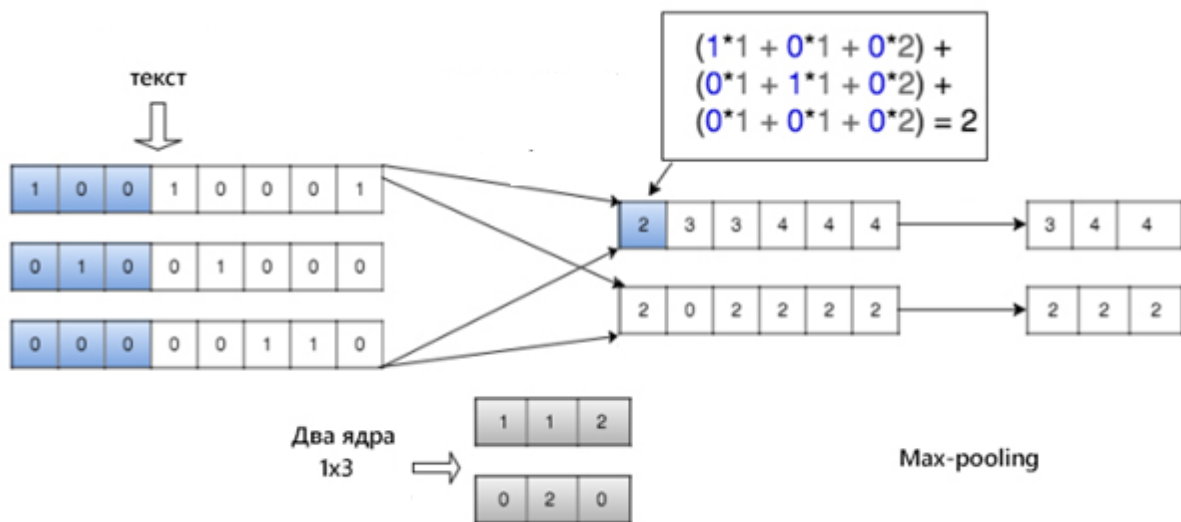 (1*1 + 0*1 + 0*2) +
(0*1 + 1*1 + 0*2) +
(0*1 + 0*1 + 0*2) = 2
текст
1 0 0 1 0 0 0 1
0 1 0 0 1 0 0 0
0 0 0 0 0 1 1 0
2 3 3 4 4 4
3 4 4
2 0 2 2 2 2
2 2 2
Два ядра
1x3
1 1 2
0 2 0
Max-pooling